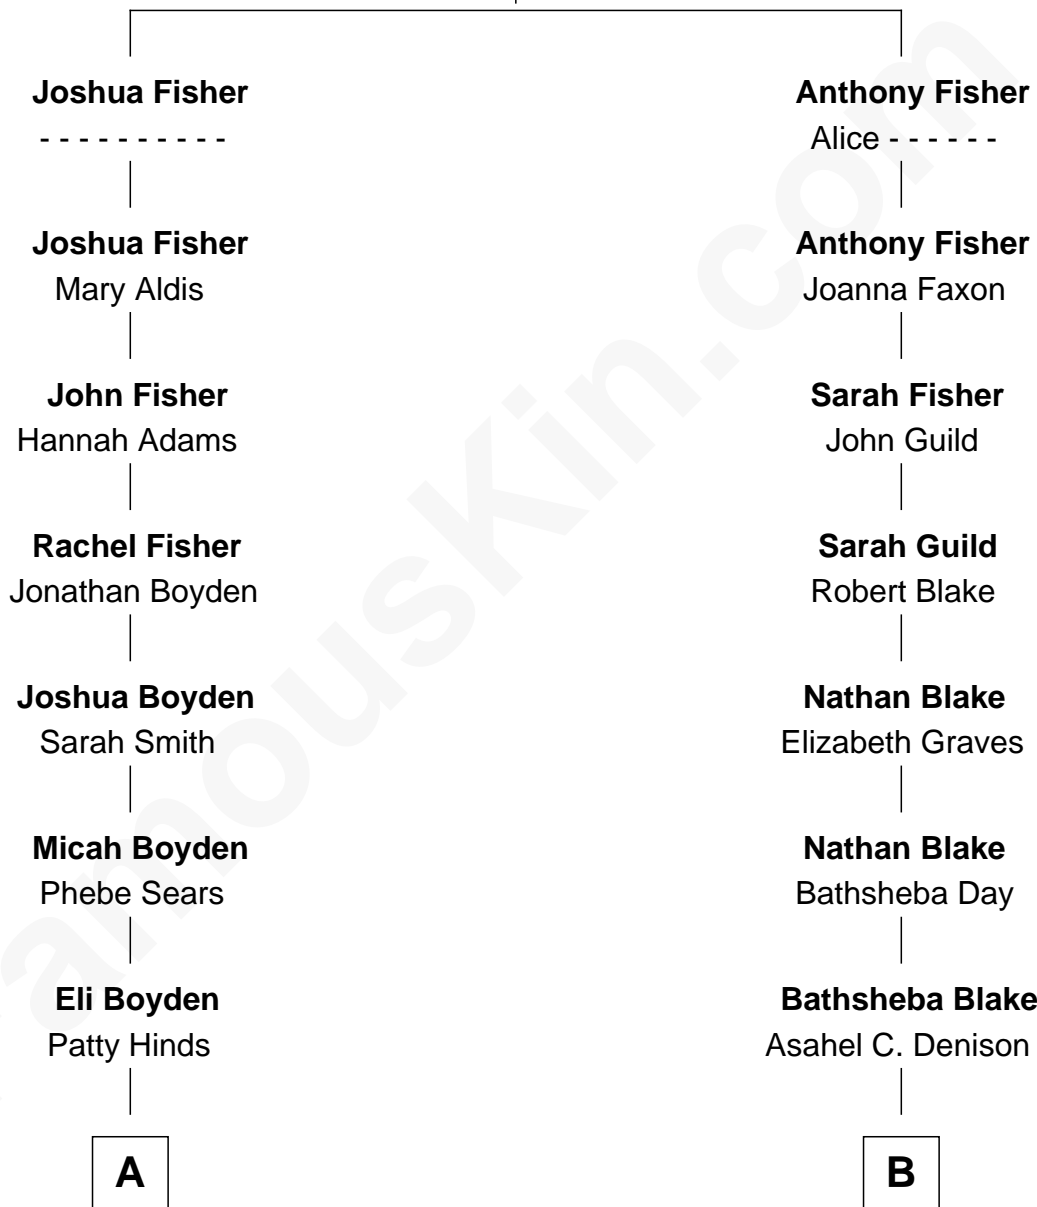 Joshua Fisher
- - - - - - - - - -
Joshua Fisher
Mary Aldis
John Fisher
Hannah Adams
Rachel Fisher
Jonathan Boyden
Joshua Boyden
Sarah Smith
Micah Boyden
Phebe Sears
Eli Boyden
Patty Hinds
A
Anthony Fisher
Alice - - - - - -
Anthony Fisher
Joanna Faxon
Sarah Fisher
John Guild
Sarah Guild
Robert Blake
Nathan Blake
Elizabeth Graves
Nathan Blake
Bathsheba Day
Bathsheba Blake
Asahel C. Denison
B
amouskin.com